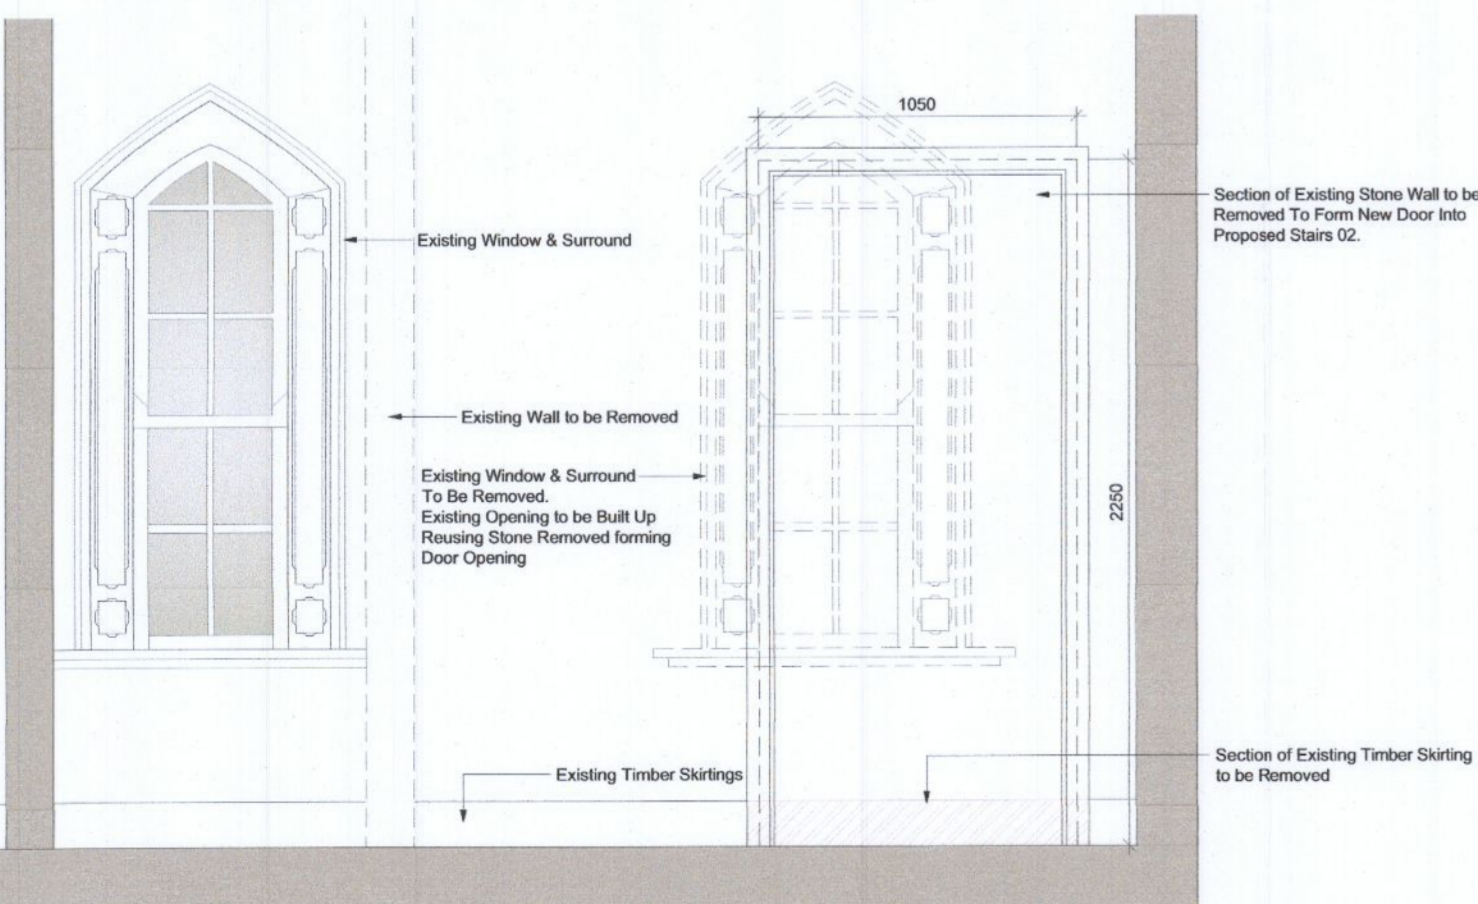 1050
Section of Existing Stone Wall to be
Removed To Form New Door Into
Proposed Stairs 02.
Existing Window & Surround
Existing Wall to be Removed
Existing Window & Surround
To Be Removed.
Existing Opening to be Built Up
Reusing Stone Removed forming
Door Opening
2250
Existing Timber Skirtings
Section of Existing Timber Skirting
to be Removed